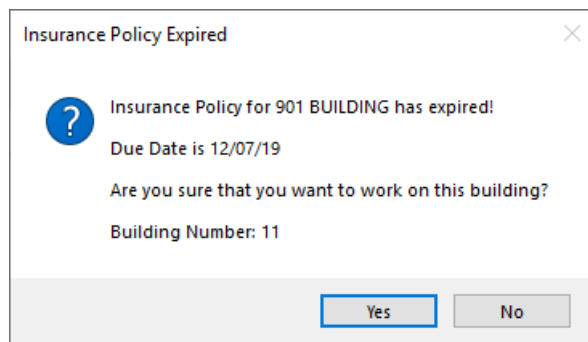 Insurance Policy Expired
Insurance Policy for 901 BUILDING has expired!
Due Date is 12/07/19
Are you sure that you want to work on this building?
Building Number: 11
Yes
No